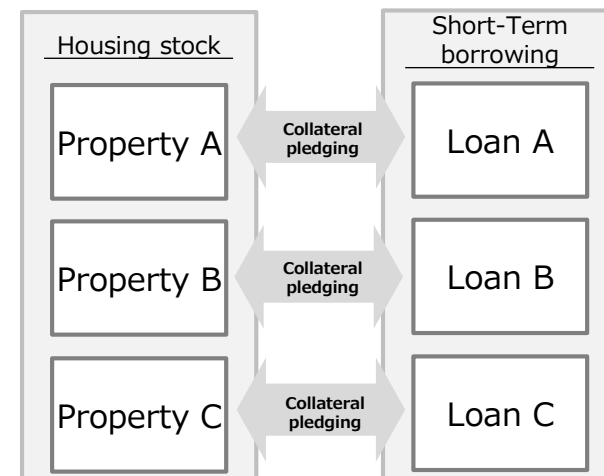 Housing stock
Short-Term
borrowing
Property A
Collateral
pledging
Loan A
Property B
Collateral
pledging
Loan B
Property C
Collateral
pledging
Loan C